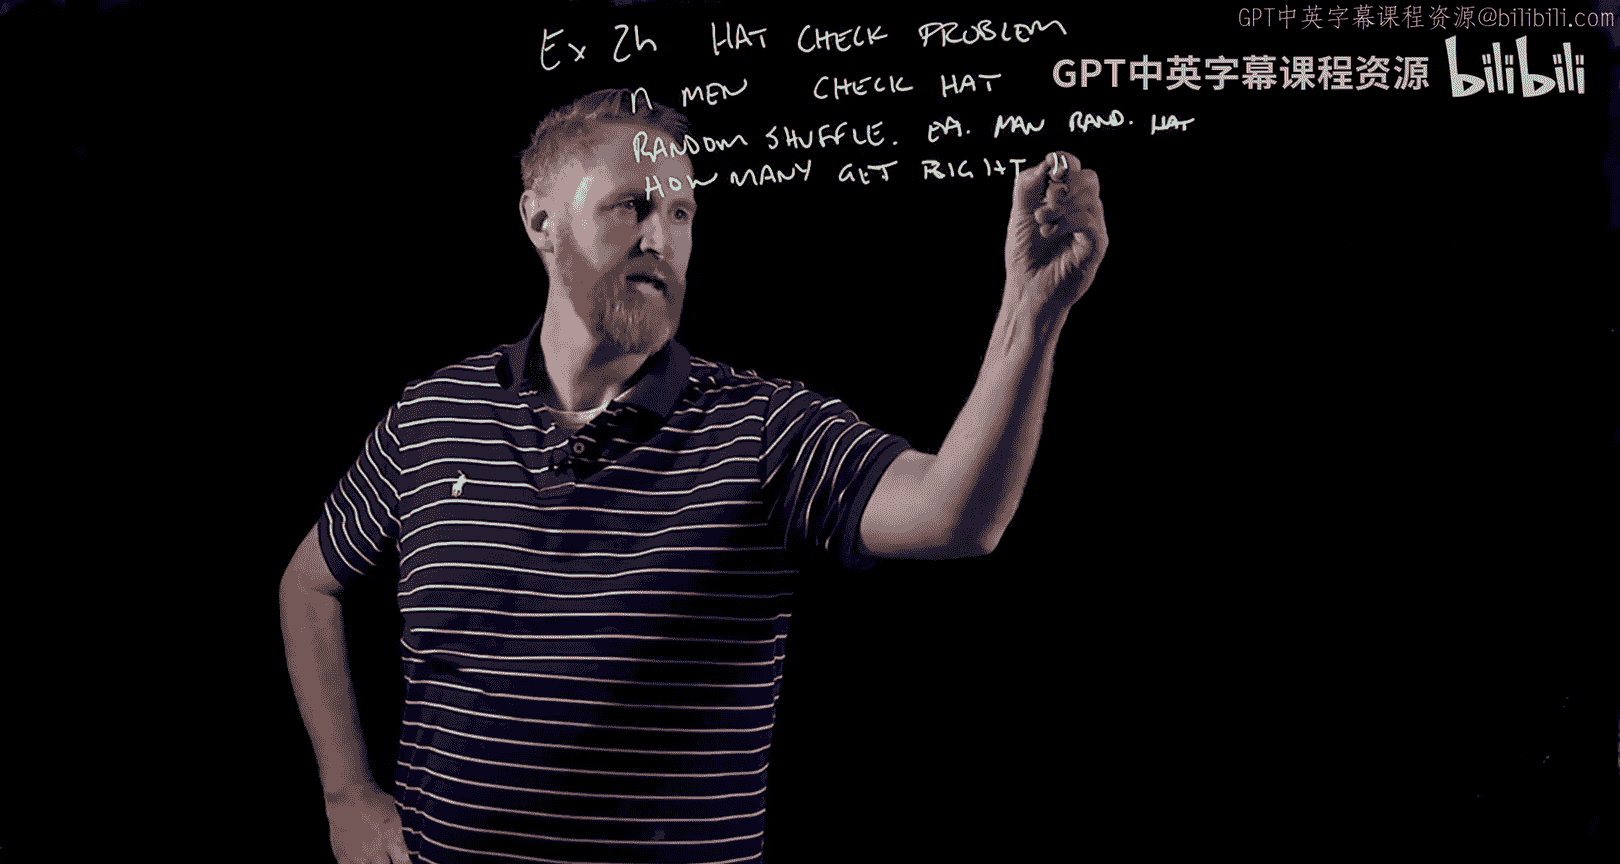 GPT中英字幕课程资源@bilibili.com
GPT中英字幕课程资源 bilibili
Ex 2h HAT CHECK PROBLEM
n MEN CHECK HAT
RANDOM SHUFFLE. EA. MAN RAND. HAT
HOW MANY GET RIGHT